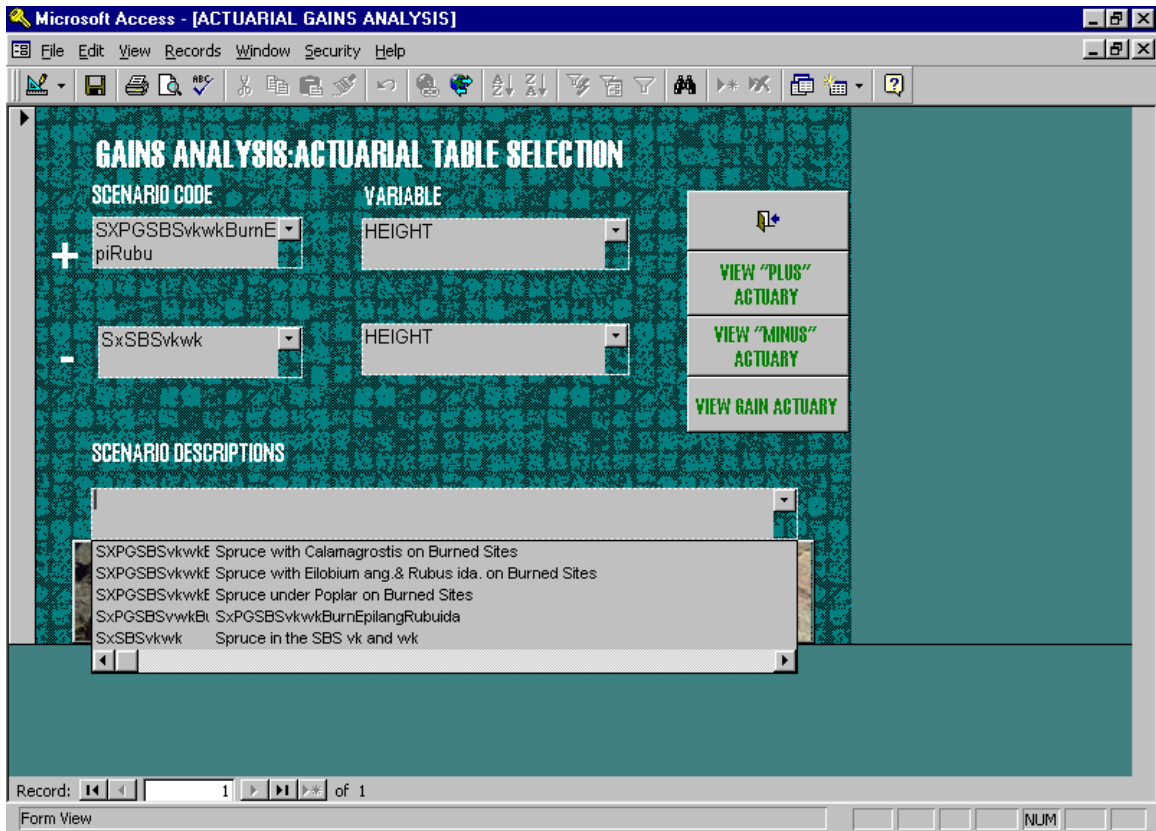 Microsoft Access - [ACTUARIAL GAINS ANALYSIS]
File Edit View Records Window Security Help
GAINS ANALYSIS:ACTUARIAL TABLE SELECTION
SCENARIO CODE VARIABLE
+ SXPGSBSvkwkBurnE HEIGHT
piRubu
VIEW "PLUS"
ACTUARY
- SxSBSvkwk HEIGHT
VIEW "MINUS"
ACTUARY
VIEW GAIN ACTUARY
SCENARIO DESCRIPTIONS
SXPGSBSvkwkE Spruce with Calamagrostis on Burned Sites
SXPGSBSvkwkE Spruce with Eilobium ang.& Rubus ida. on Burned Sites
SXPGSBSvkwkE Spruce under Poplar on Burned Sites
SxPGSBSvwkBu SxPGSBSvkwkBurnEpilangRubuida
SxSBSvkwk Spruce in the SBS vk and wk
Record: 1 of 1
Form View NUM